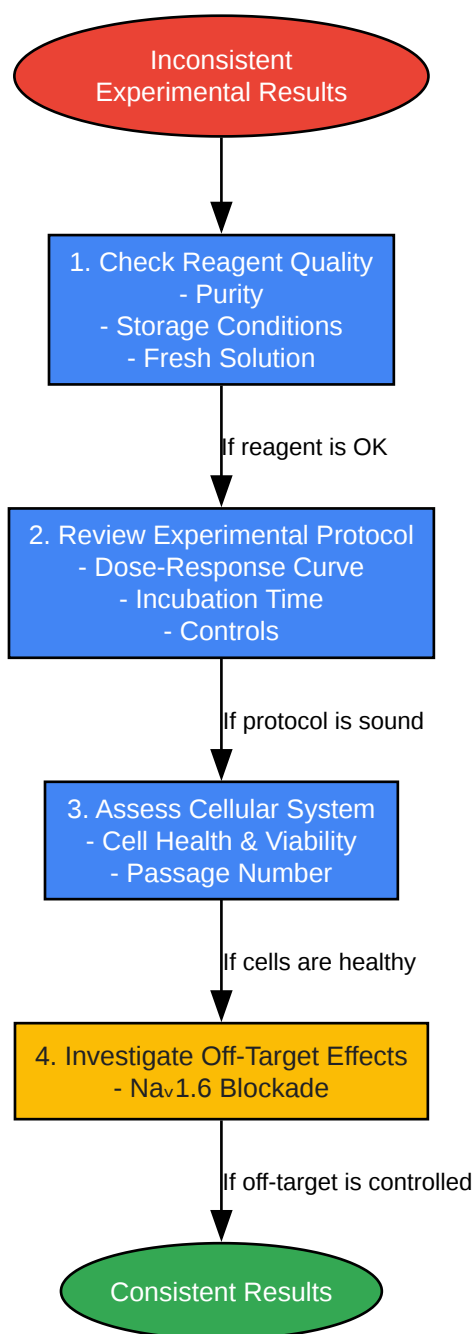 Inconsistent
Experimental Results
1. Check Reagent Quality
- Purity
- Storage Conditions
- Fresh Solution
If reagent is OK
2. Review Experimental Protocol
- Dose-Response Curve
- Incubation Time
- Controls
If protocol is sound
3. Assess Cellular System
- Cell Health & Viability
- Passage Number
If cells are healthy
4. Investigate Off-Target Effects
- Naᵥ1.6 Blockade
If off-target is controlled
Consistent Results